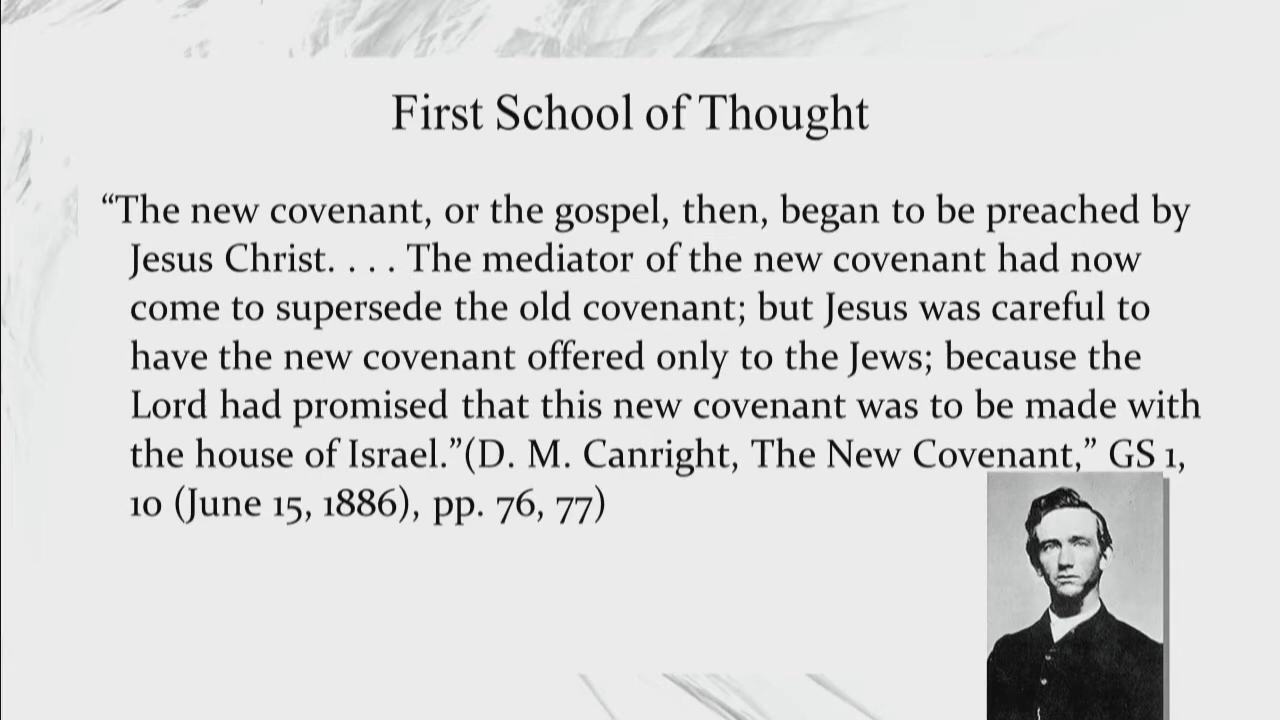 First School of Thought
“The new covenant, or the gospel, then, began to be preached by
Jesus Christ. . . . The mediator of the new covenant had now
come to supersede the old covenant; but Jesus was careful to
have the new covenant offered only to the Jews; because the
Lord had promised that this new covenant was to be made with
the house of Israel.”(D. M. Canright, The New Covenant,” GS 1,
10 (June 15, 1886), pp. 76, 77)